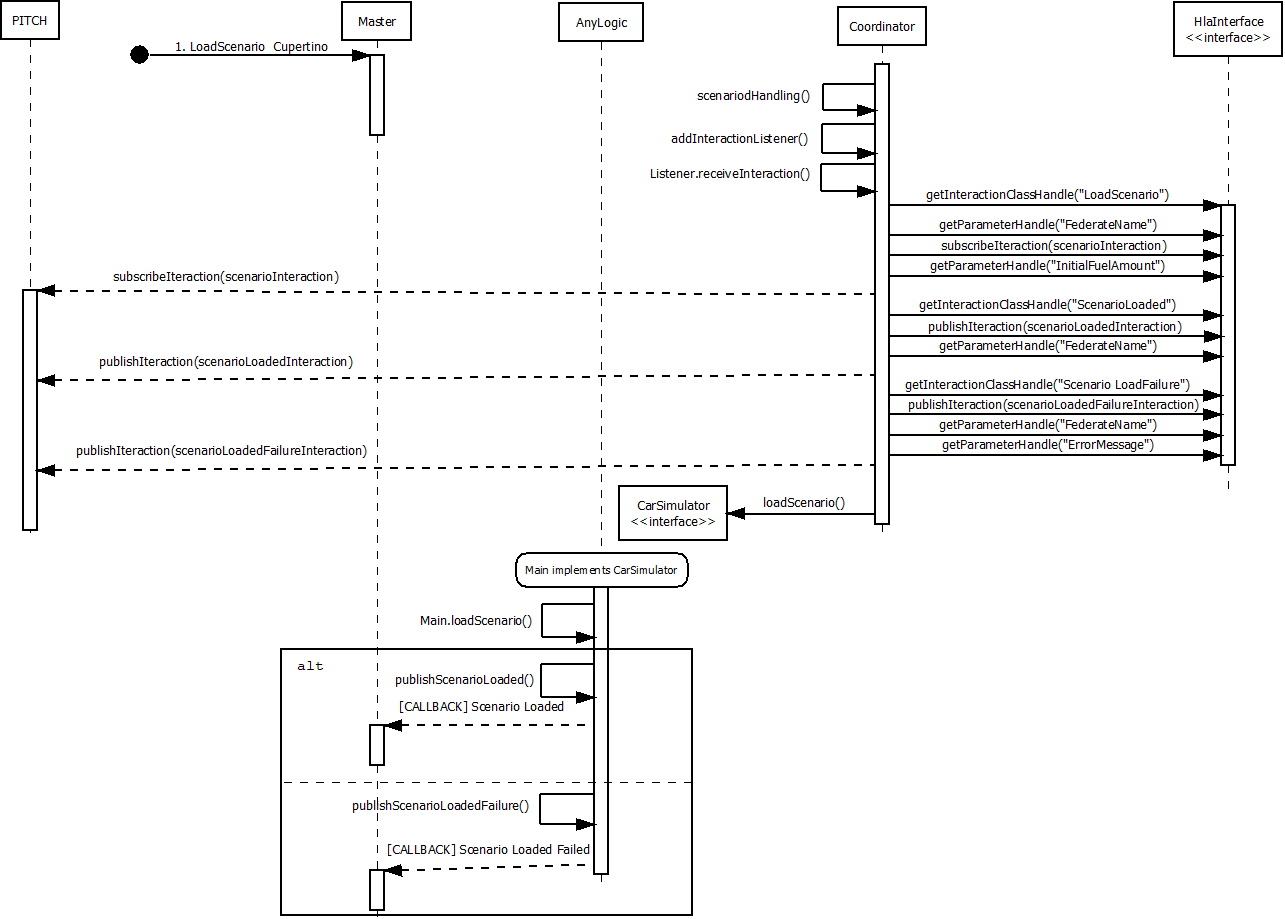 PITCH
Master
AnyLogic
Coordinator
HlaInterface
<<interface>>
1. LoadScenario Cupertino
scenariodHandling()
addInteractionListener()
Listener.receiveInteraction()
getInteractionClassHandle("LoadScenario")
getParameterHandle("FederateName")
subscribeIteraction(scenarioInteraction)
getParameterHandle("InitialFuelAmount")
subscribeIteraction(scenarioInteraction)
getInteractionClassHandle("ScenarioLoaded")
publishIteraction(scenarioLoadedInteraction)
getParameterHandle("FederateName")
publishIteraction(scenarioLoadedInteraction)
getInteractionClassHandle("Scenario LoadFailure")
publishIteraction(scenarioLoadedFailureInteraction)
getParameterHandle("FederateName")
getParameterHandle("ErrorMessage")
publishIteraction(scenarioLoadedFailureInteraction)
CarSimulator
<<interface>>
loadScenario()
Main implements CarSimulator
Main.loadScenario()
alt
publishScenarioLoaded()
[CALLBACK] Scenario Loaded
publishScenarioLoadedFailure()
[CALLBACK] Scenario Loaded Failed